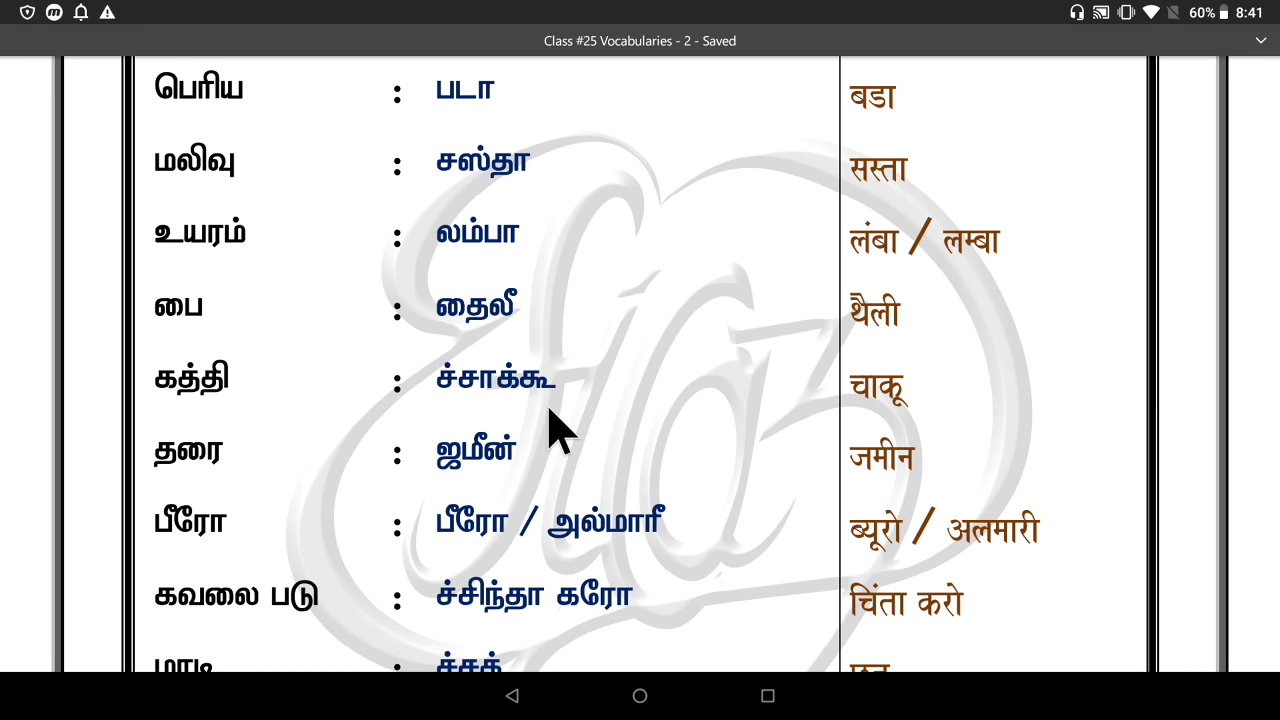 60% 8:41
Class #25 Vocabularies - 2 - Saved
பெரிய : படா बडा
மலிவு : சஸ்தா सस्ता
உயரம் : லம்பா लंबा / लम्बा
பை : தைலீ थैली
கத்தி : ச்சாக்கூ चाकू
தரை : ஜமீன் जमीन
பீரோ : பீரோ / அல்மாரீ ब्यूरो / अलमारी
கவலை படு : ச்சிந்தா கரோ चिंता करो